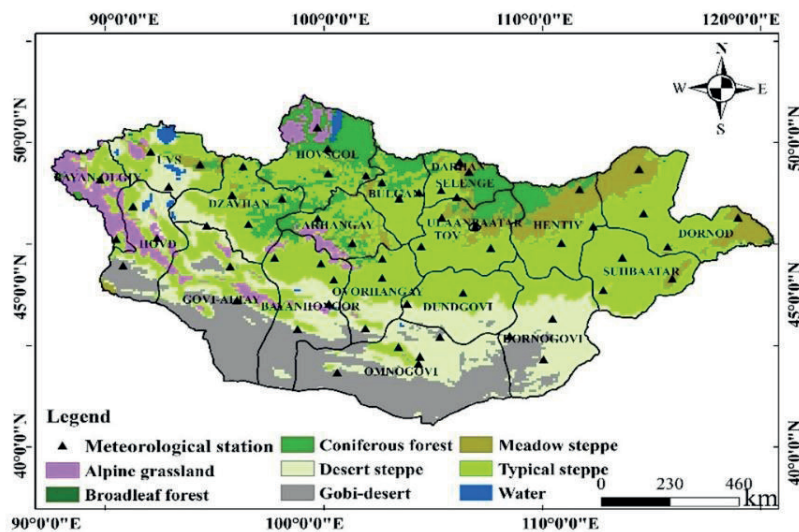 90°0'0"E 100°0'0"E 110°0'0"E 120°0'0"E
N
W E
S
50°0'0"N 50°0'0"N
HOVSGOL
UVS
DARHAN
BAYAN-OLGIY
SELENGE
BULGAN
DZAVHAN
ARHANGAY
ULAANBAATAR
HENTIY
TOV
DORNOD
HOVD
SUHBAATAR
OVORHANGAY
45°0'0"N 45°0'0"N
GOVI-ALTAY
BAYANHONGOR
DUNDGOVI
DORNOGOVI
OMNOGOVI
Legend
Meteorological station Coniferous forest Meadow steppe
Alpine grassland Desert steppe Typical steppe
Broadleaf forest Gobi-desert Water
0 230 460
km
40°0'0"N 40°0'0"N
90°0'0"E 100°0'0"E 110°0'0"E